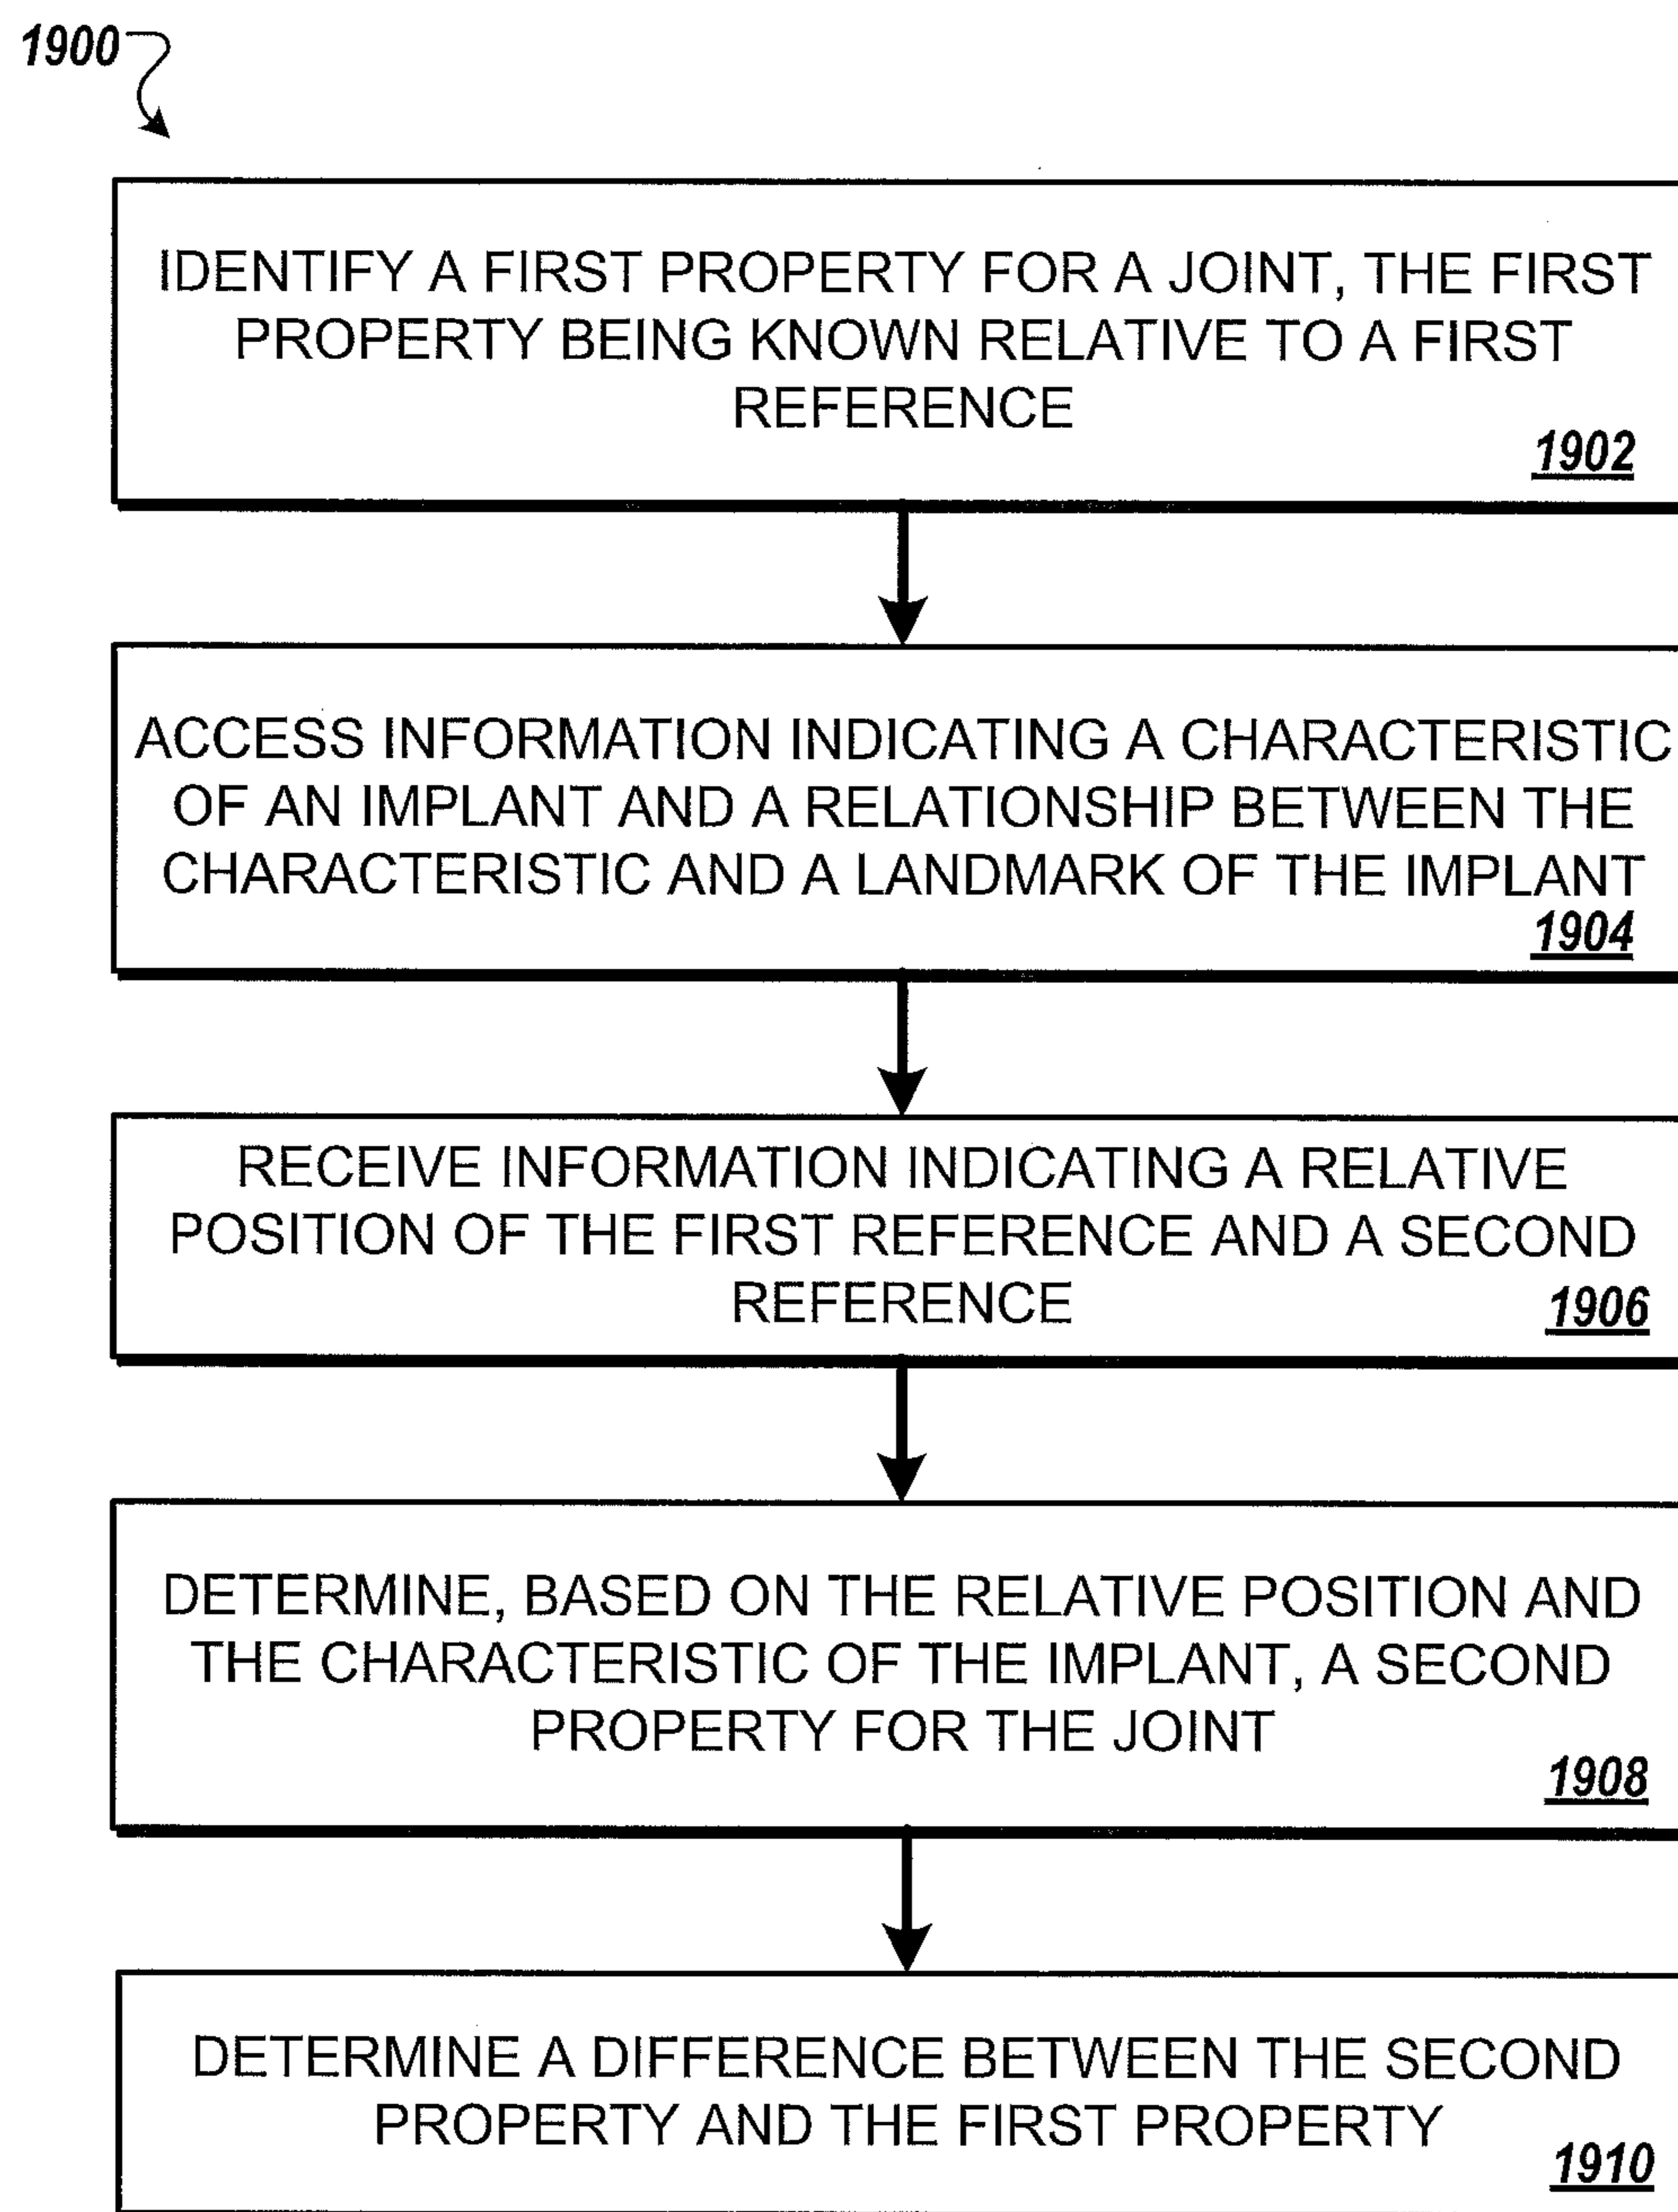 1900
IDENTIFY A FIRST PROPERTY FOR A JOINT, THE FIRST
PROPERTY BEING KNOWN RELATIVE TO A FIRST
REFERENCE
1902
ACCESS INFORMATION INDICATING A CHARACTERISTIC
OF AN IMPLANT AND A RELATIONSHIP BETWEEN THE
CHARACTERISTIC AND A LANDMARK OF THE IMPLANT
1904
RECEIVE INFORMATION INDICATING A RELATIVE
POSITION OF THE FIRST REFERENCE AND A SECOND
REFERENCE
1906
DETERMINE, BASED ON THE RELATIVE POSITION AND
THE CHARACTERISTIC OF THE IMPLANT, A SECOND
PROPERTY FOR THE JOINT
1908
DETERMINE A DIFFERENCE BETWEEN THE SECOND
PROPERTY AND THE FIRST PROPERTY
1910